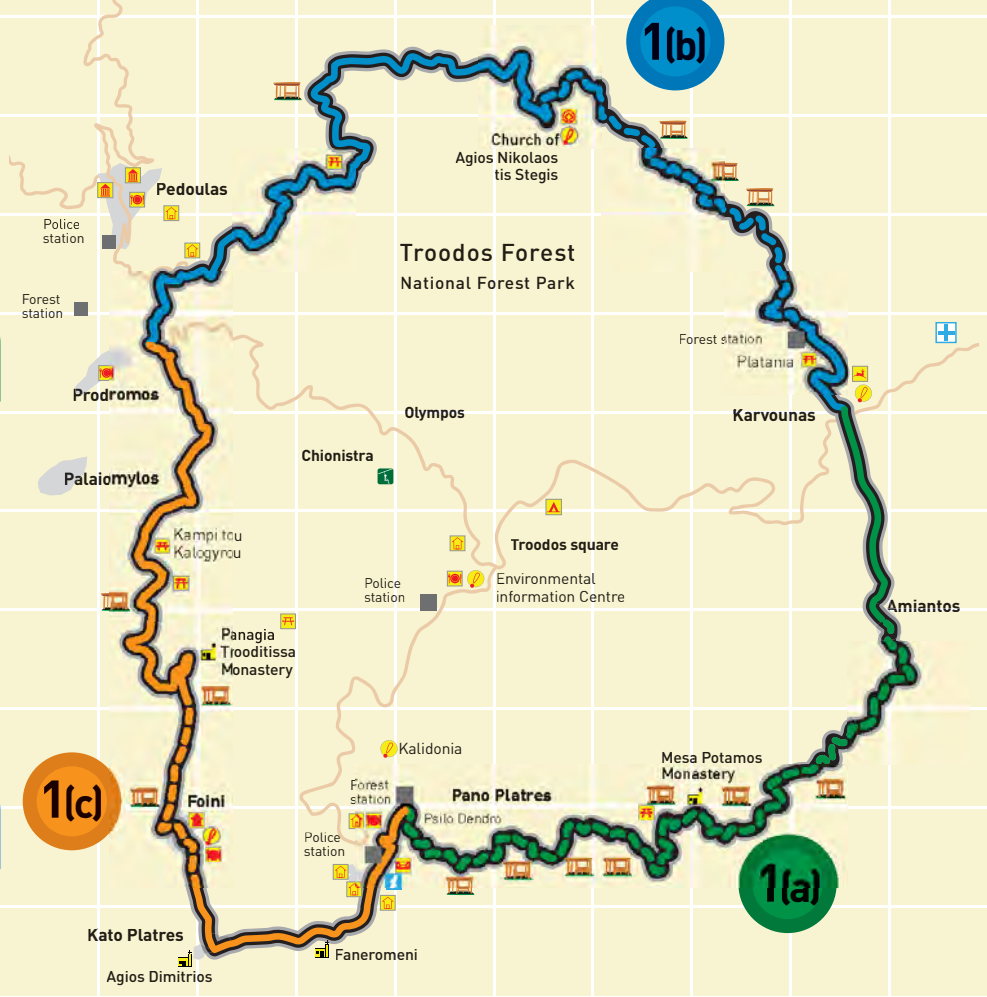 1(b)
Church of
Agios Nikolaos
tis Stegis
Pedoulas
Police
station
Troodos Forest
National Forest Park
Forest
station
Forest station
Platania
Prodromos
Olympos
Karvounas
Chionistra
Palaiomylos
Kampi tou
Kalogyrou
Troodos square
Environmental
information Centre
Police
station
Amiantos
Panagia
Trooditissa
Monastery
Kalidonia
Mesa Potamos
Monastery
1(c)
Foini
Forest
station
Pano Platres
Psilo Dendro
Police
station
1(a)
Kato Platres
Faneromeni
Agios Dimitrios